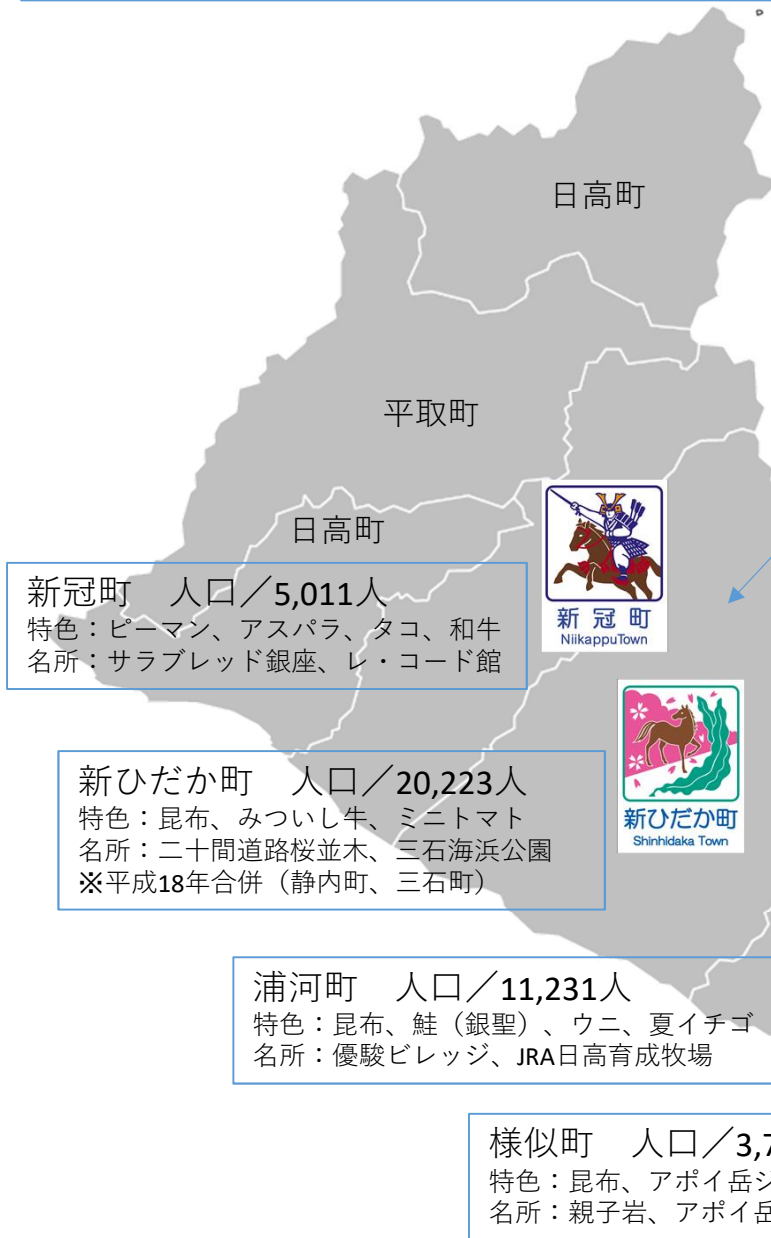 日高町
平取町
日高町
新冠町　人口／5,011人
特色：ピーマン、アスパラ、タコ、和牛
名所：サラブレッド銀座、レ・コード館
新冠町
NiikappuTown
新ひだか町　人口／20,223人
特色：昆布、みついし牛、ミニトマト
名所：二十間道路桜並木、三石海浜公園
※平成18年合併（静内町、三石町）
新ひだか町
Shinhidaka Town
浦河町　人口／11,231人
特色：昆布、鮭（銀聖）、ウニ、夏イチゴ
名所：優駿ビレッジ、JRA日高育成牧場
様似町　人口／3,7
特色：昆布、アポイ岳ジ
名所：親子岩、アポイ岳